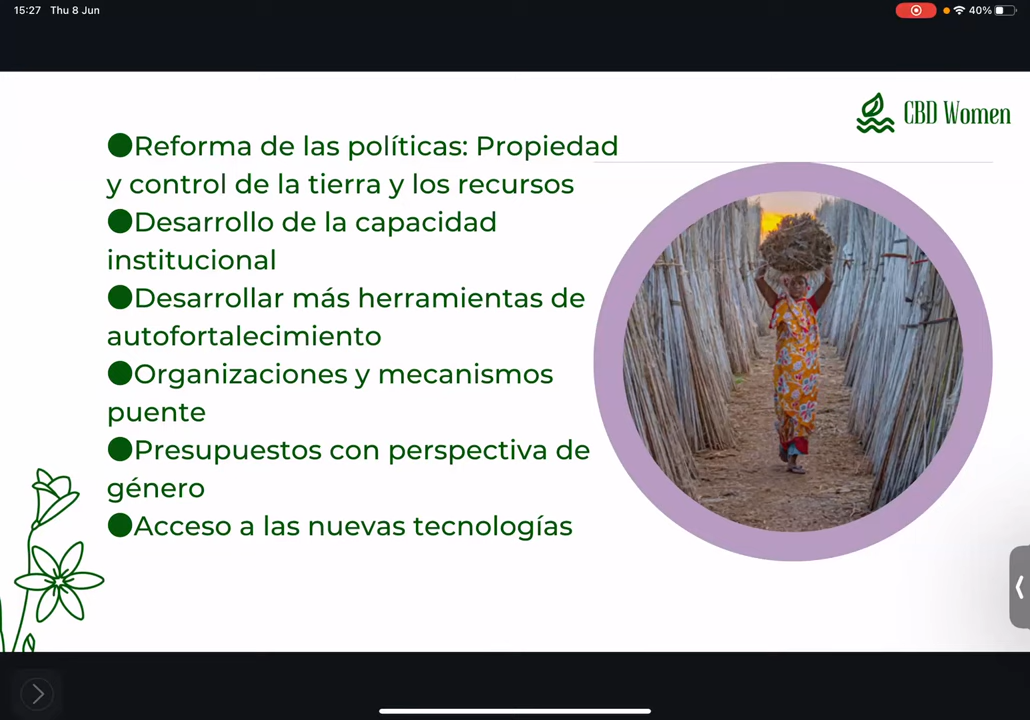 15:27 Thu 8 Jun
40%
CBD Women
●Reforma de las políticas: Propiedad
y control de la tierra y los recursos
●Desarrollo de la capacidad
institucional
●Desarrollar más herramientas de
autofortalecimiento
●Organizaciones y mecanismos
puente
●Presupuestos con perspectiva de
género
●Acceso a las nuevas tecnologías